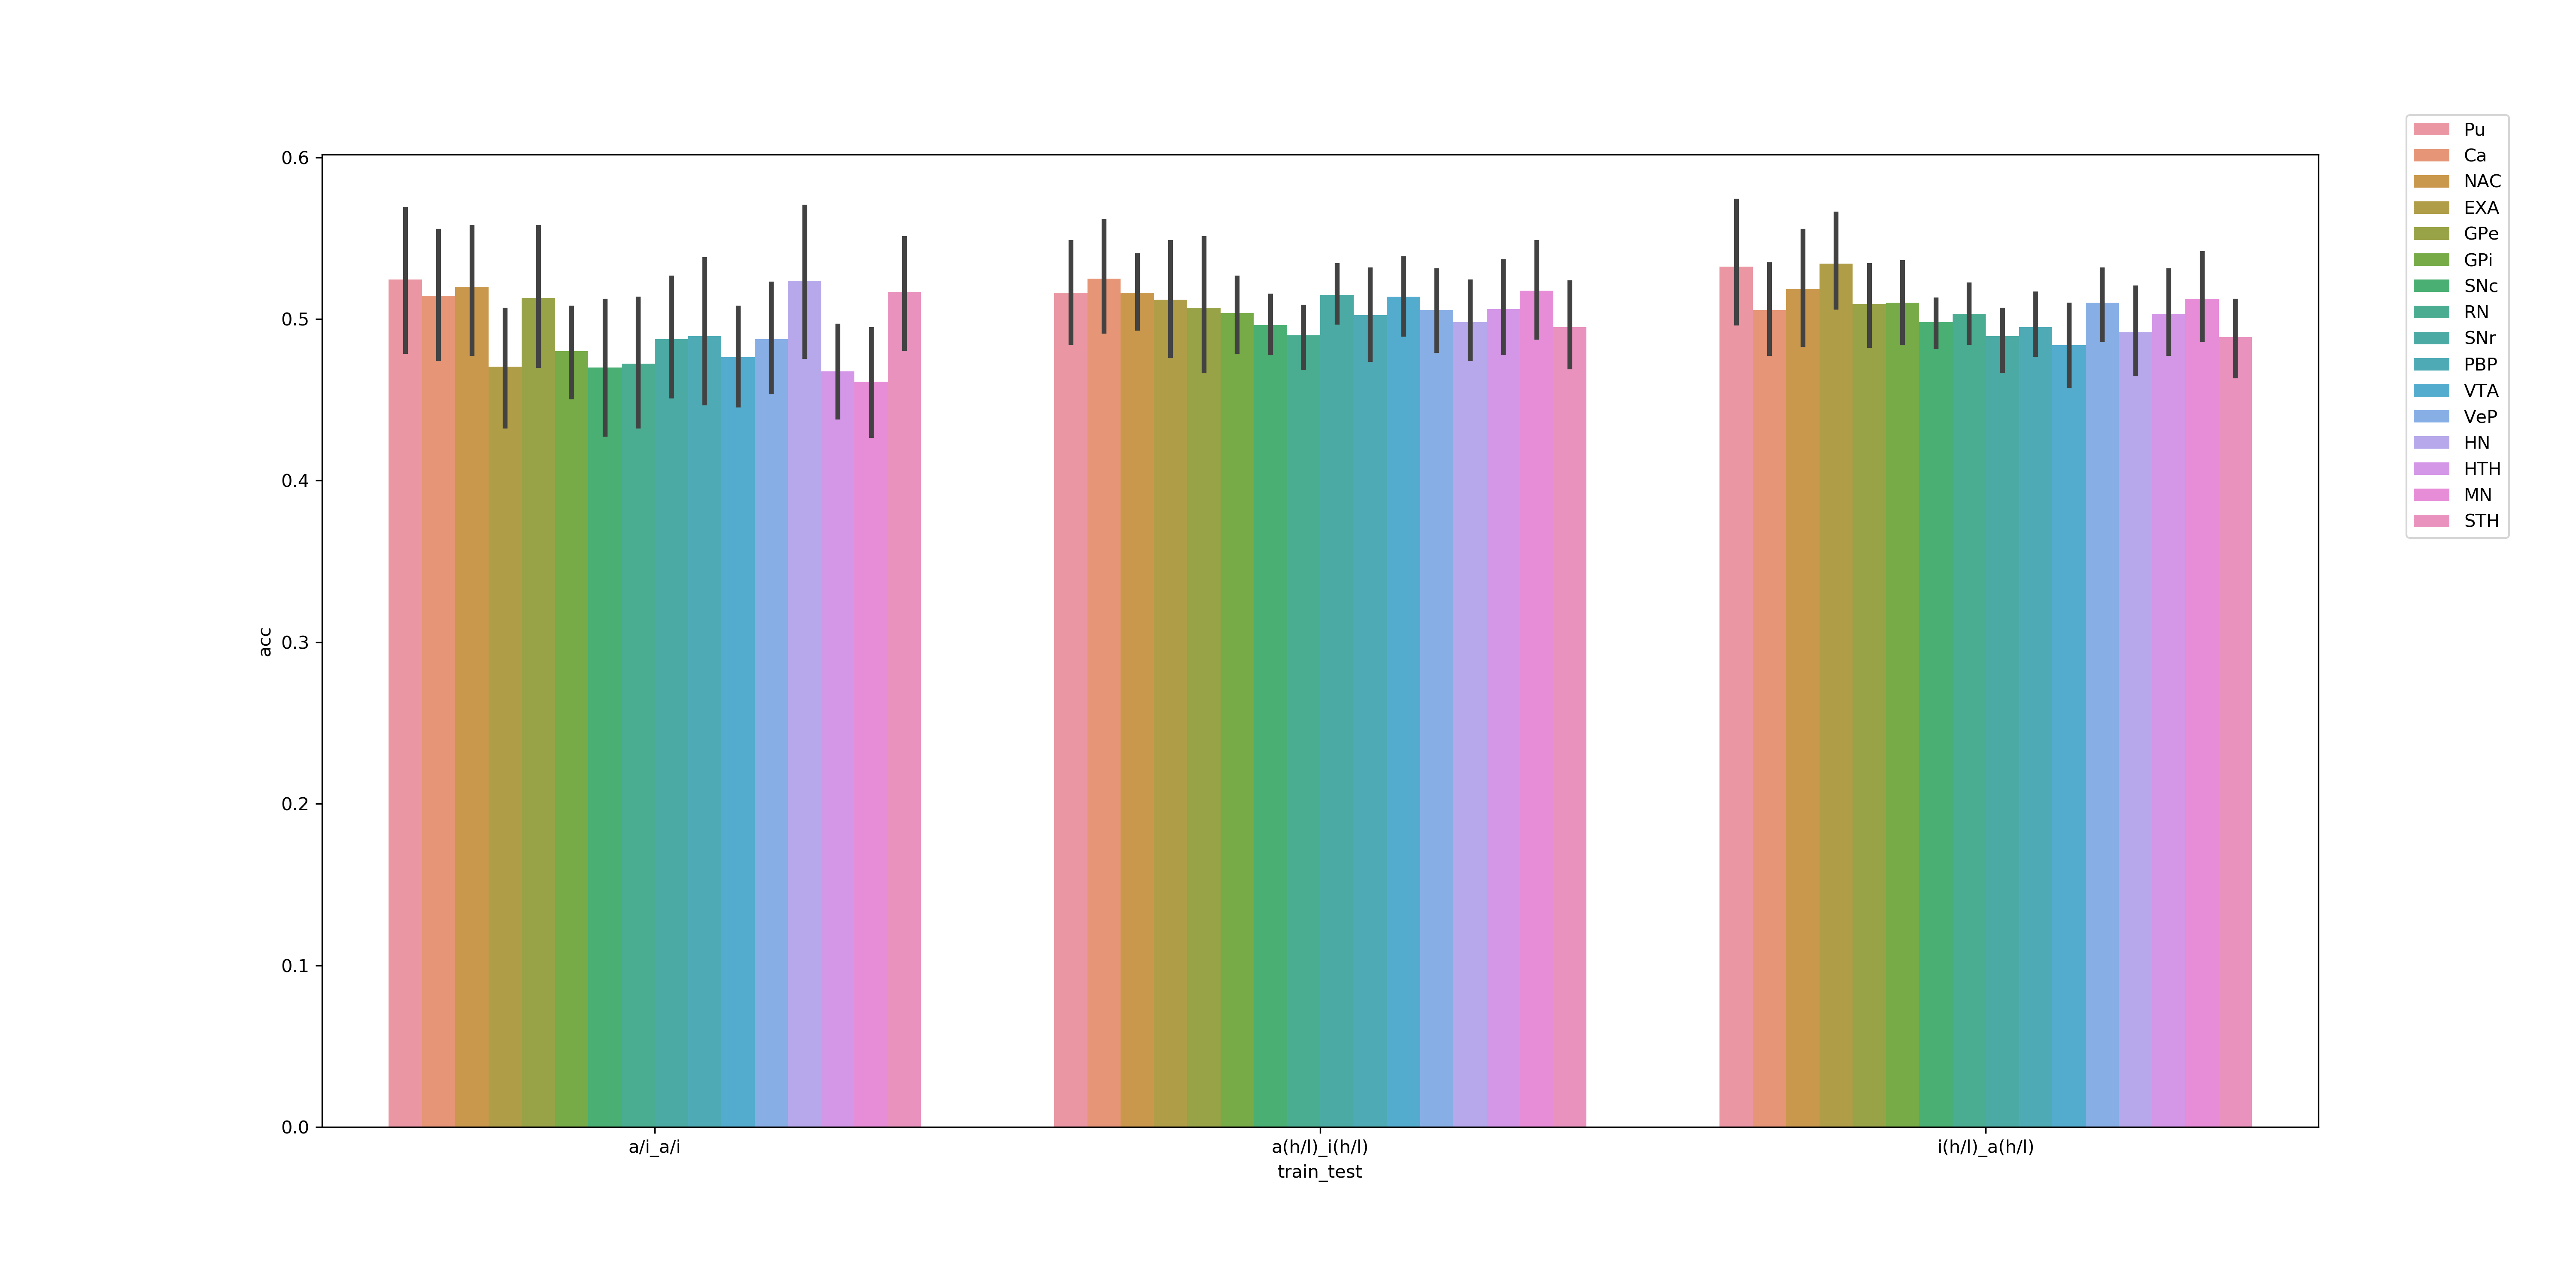 0.6
0.5
0.4
0.3
0.2
0.1
0.0
acc
a/i_a/i
a(h/l)_i(h/l)
i(h/l)_a(h/l)
train_test
Pu
Ca
NAC
EXA
GPe
GPi
SNc
RN
SNr
PBP
VTA
VeP
HN
HTH
MN
STH